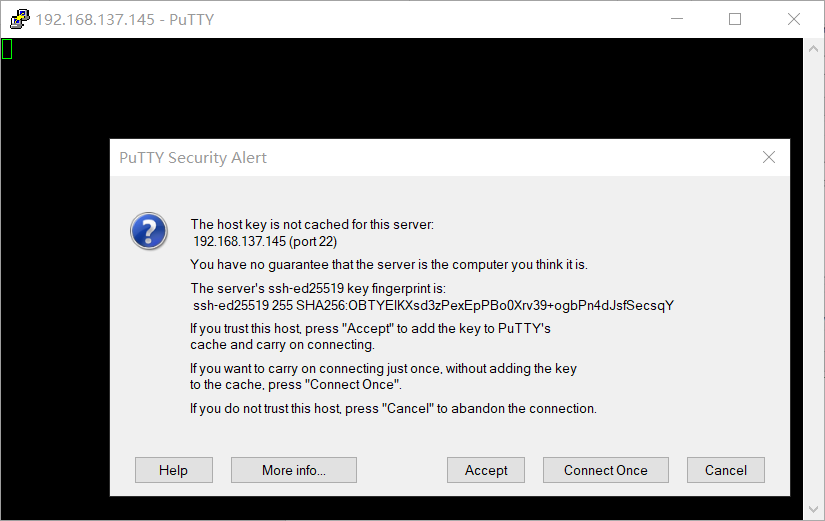 192.168.137.145 - PuTTY
PuTTY Security Alert
The host key is not cached for this server:
192.168.137.145 (port 22)
You have no guarantee that the server is the computer you think it is.
The server's ssh-ed25519 key fingerprint is:
ssh-ed25519 255 SHA256:OBTYEIKXsd3zPexEpPBo0Xrv39+ogbPn4dJsfSecsqY
If you trust this host, press "Accept" to add the key to PuTTY's
cache and carry on connecting.
If you want to carry on connecting just once, without adding the key
to the cache, press "Connect Once".
If you do not trust this host, press "Cancel" to abandon the connection.
Help More info... Accept Connect Once Cancel